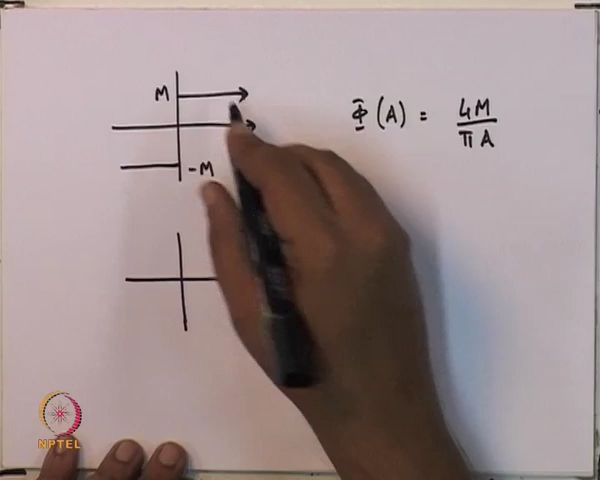 M
-M
Φ(A) = 4M / πA
NPTEL